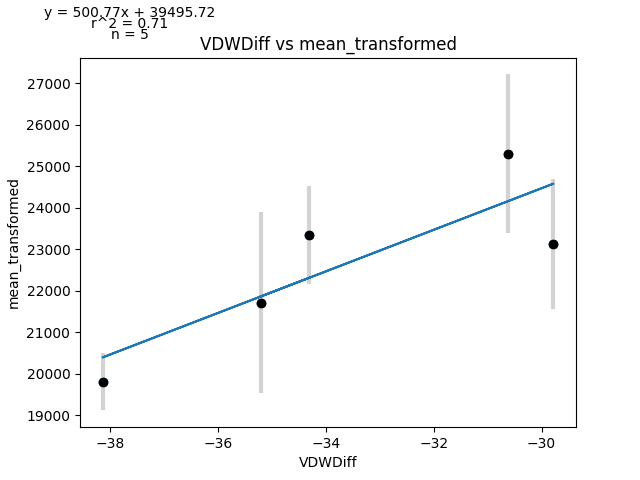 y = 500.77x + 39495.72
r^2 = 0.71
n = 5
VDWDiff vs mean_transformed
27000
26000
25000
24000
23000
22000
21000
20000
19000
mean_transformed
−38
−36
−34
−32
−30
VDWDiff